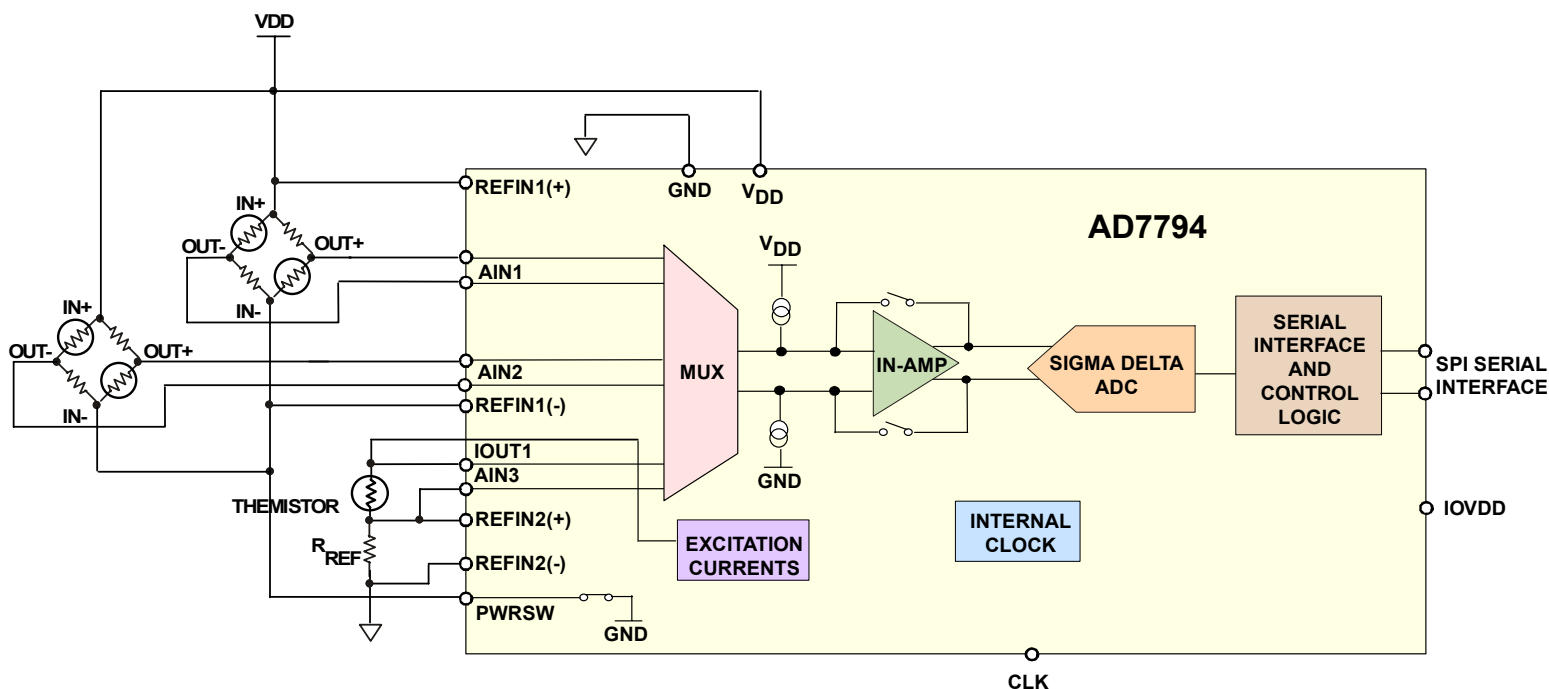 VDD
REFIN1(+)
GND
VDD
AD7794
IN+
OUT-
OUT+
IN-
AIN1
VDD
IN+
OUT-
OUT+
IN-
AIN2
REFIN1(-)
MUX
IN-AMP
SIGMA DELTA
ADC
SERIAL
INTERFACE
AND
CONTROL
LOGIC
SPI SERIAL
INTERFACE
GND
IOUT1
AIN3
THEMISTOR
REFIN2(+)
RREF
REFIN2(-)
EXCITATION
CURRENTS
INTERNAL
CLOCK
IOVDD
PWRSW
GND
CLK